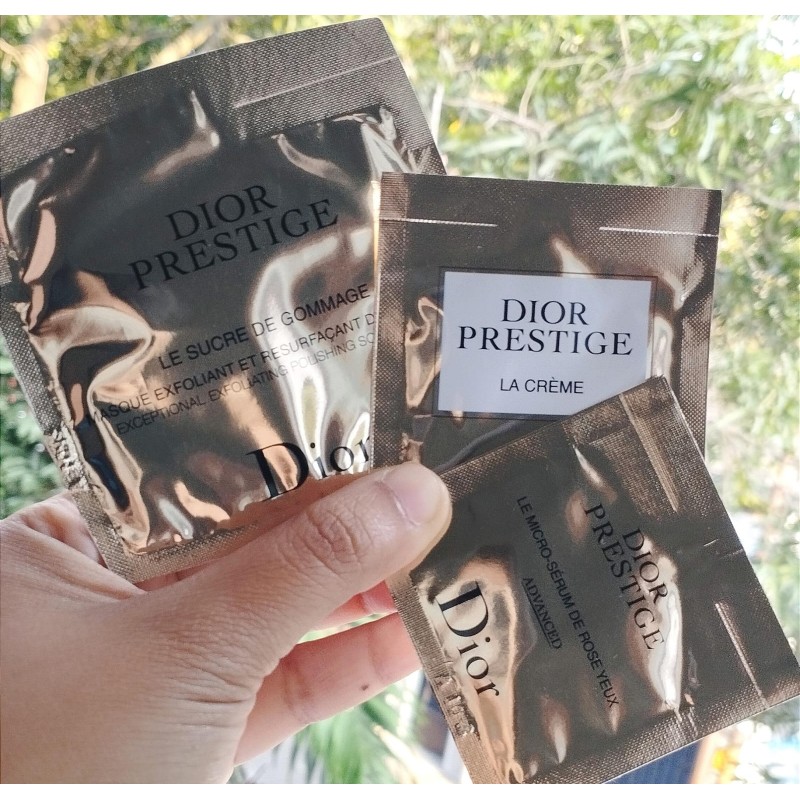 DIOR
PRESTIGE
LE SUCRE DE GOMMAGE
MASQUE EXFOLIANT ET RESURFAÇANT
EXCEPTIONAL EXFOLIATING POLISHING
Dior
DIOR
PRESTIGE
LA CRÈME
DIOR
PRESTIGE
LE MICRO-SÉRUM DE ROSE YEUX
ADVANCED
Dior